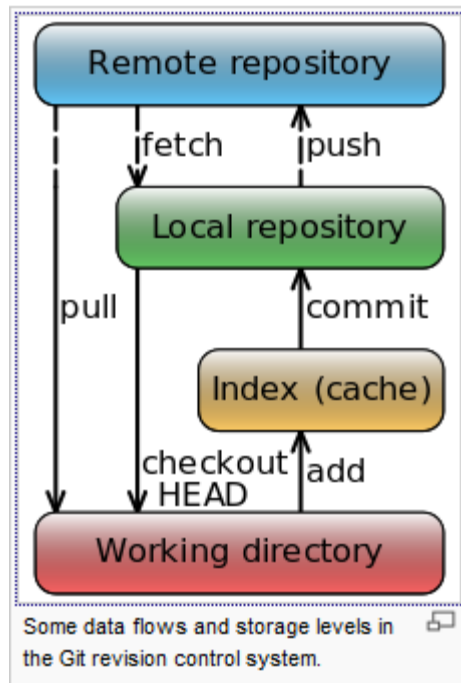 Remote repository
fetch
push
Local repository
pull
commit
Index (cache)
checkout
HEAD
add
Working directory
Some data flows and storage levels in
the Git revision control system.